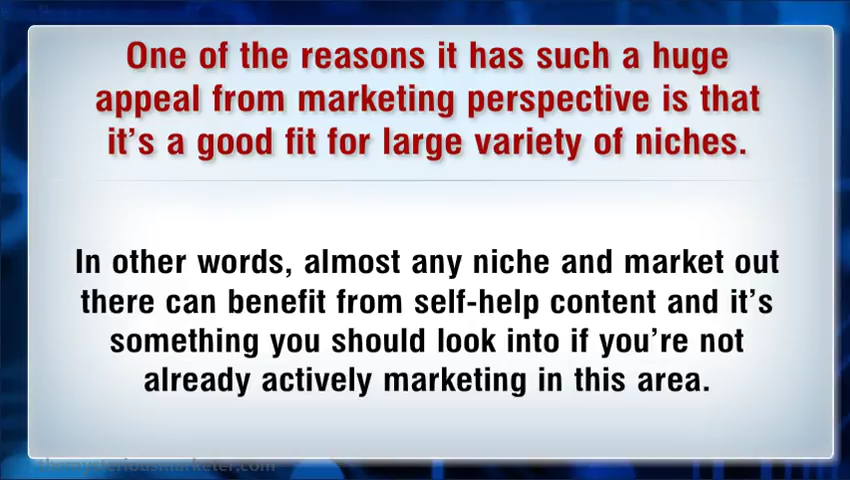 One of the reasons it has such a huge
appeal from marketing perspective is that
it's a good fit for large variety of niches.
In other words, almost any niche and market out
there can benefit from self-help content and it's
something you should look into if you're not
already actively marketing in this area.